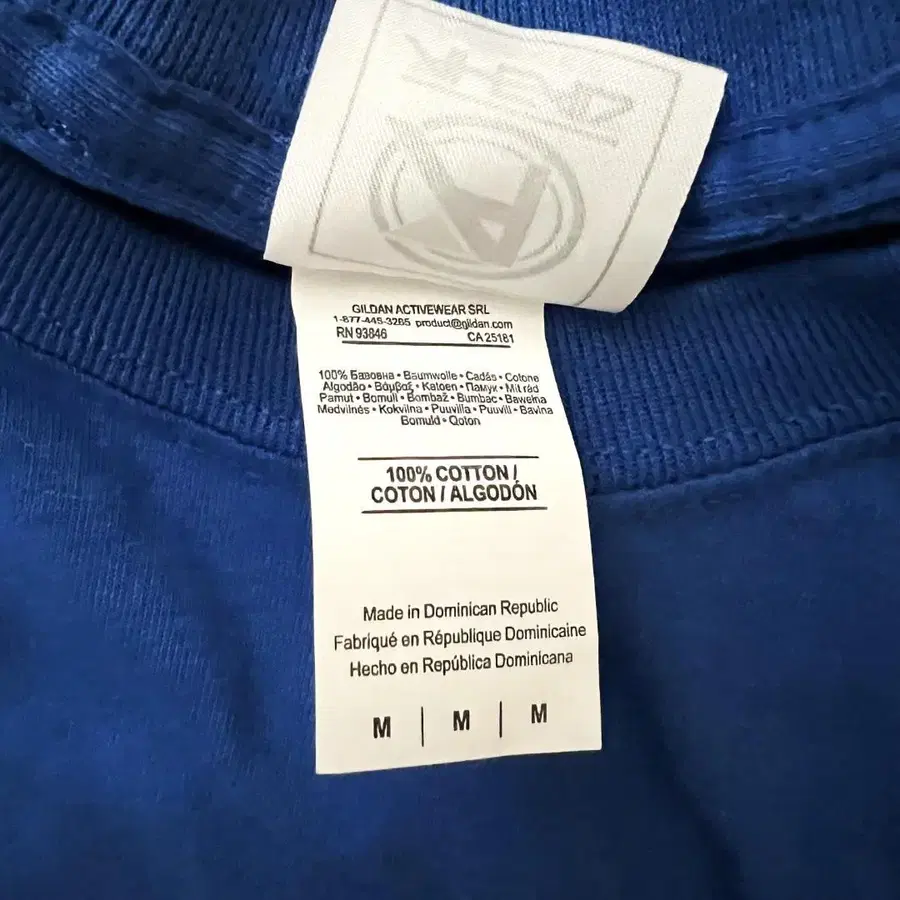 GILDAN ACTIVEWEAR SRL
1-877-445-3265 product@gildan.com
RN 93846 CA 25181
100% Бавовна • Baumwolle • Cadás • Cotone
Algodão • Βάμβαξ • Katoen • Памук • Mit rád
Pamut • Bomull • Bombaž • Bumbac • Bawełna
Medvilnės • Kokvilna • Puuvilla • Puuvill • Bavlna
Bomuld • Qoton
100% COTTON /
COTON / ALGODÓN
Made in Dominican Republic
Fabriqué en République Dominicaine
Hecho en República Dominicana
M | M | M